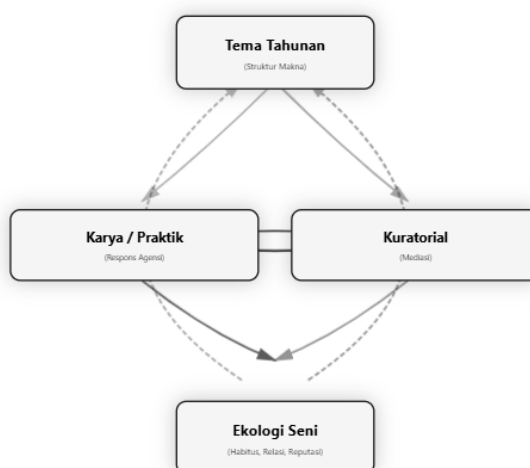 Tema Tahunan
(Struktur Makna)
Karya / Praktik
(Respons Agensi)
Kuratorial
(Mediasi)
Ekologi Seni
(Habitus, Relasi, Reputasi)